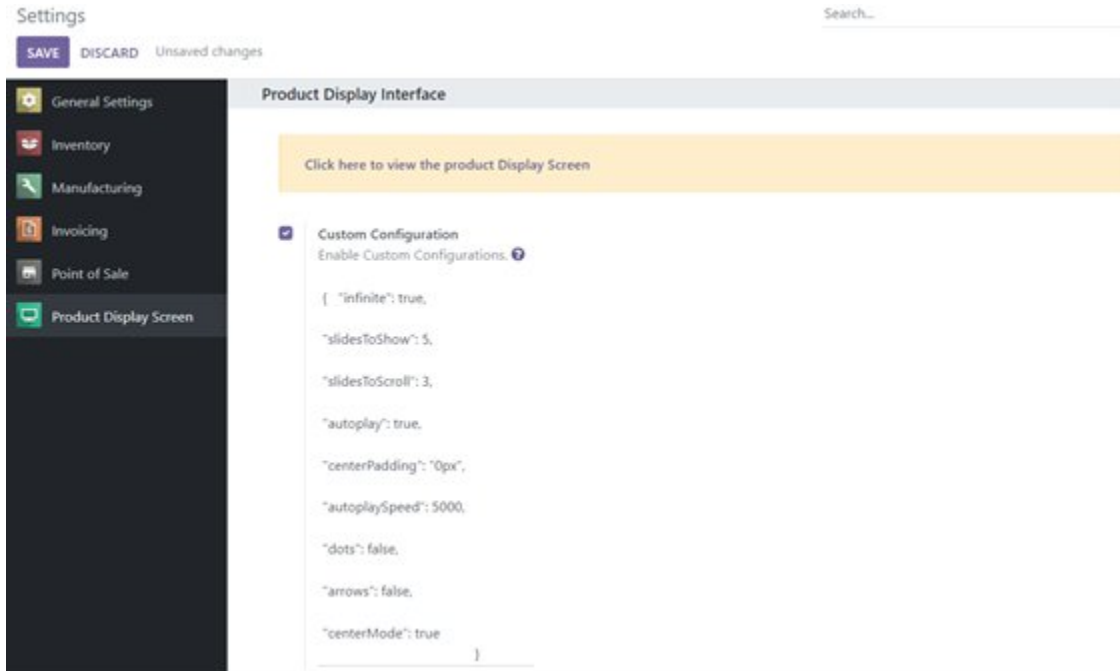 Settings
Search...
SAVE DISCARD Unsaved changes
General Settings
Inventory
Manufacturing
Invoicing
Point of Sale
Product Display Screen
Product Display Interface
Click here to view the product Display Screen
Custom Configuration
Enable Custom Configurations. ?
{ "infinite": true,
"slidesToShow": 5,
"slidesToScroll": 3,
"autoplay": true,
"centerPadding": "0px",
"autoplaySpeed": 5000,
"dots": false,
"arrows": false,
"centerMode": true
}